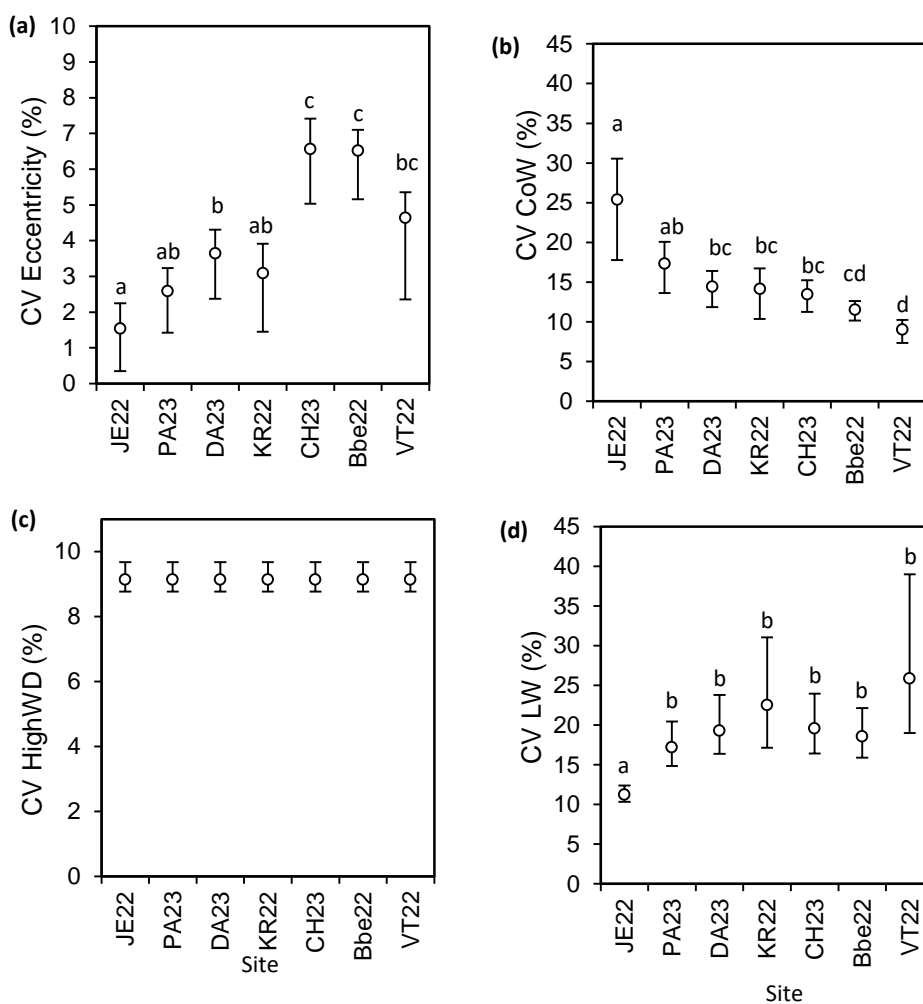 (a)
CV Eccentricity (%)
10
9
8
7
6
5
4
3
2
1
0
a
ab
b
ab
c
c
bc
JE22
PA23
DA23
KR22
CH23
Bbe22
VT22
(b)
CV CoW (%)
45
40
35
30
25
20
15
10
5
0
a
ab
bc
bc
bc
cd
d
JE22
PA23
DA23
KR22
CH23
Bbe22
VT22
(c)
CV HighWD (%)
10
8
6
4
2
0
JE22
PA23
DA23
KR22
CH23
Bbe22
VT22
Site
(d)
CV LW (%)
45
40
35
30
25
20
15
10
5
0
a
b
b
b
b
b
b
JE22
PA23
DA23
KR22
CH23
Bbe22
VT22
Site